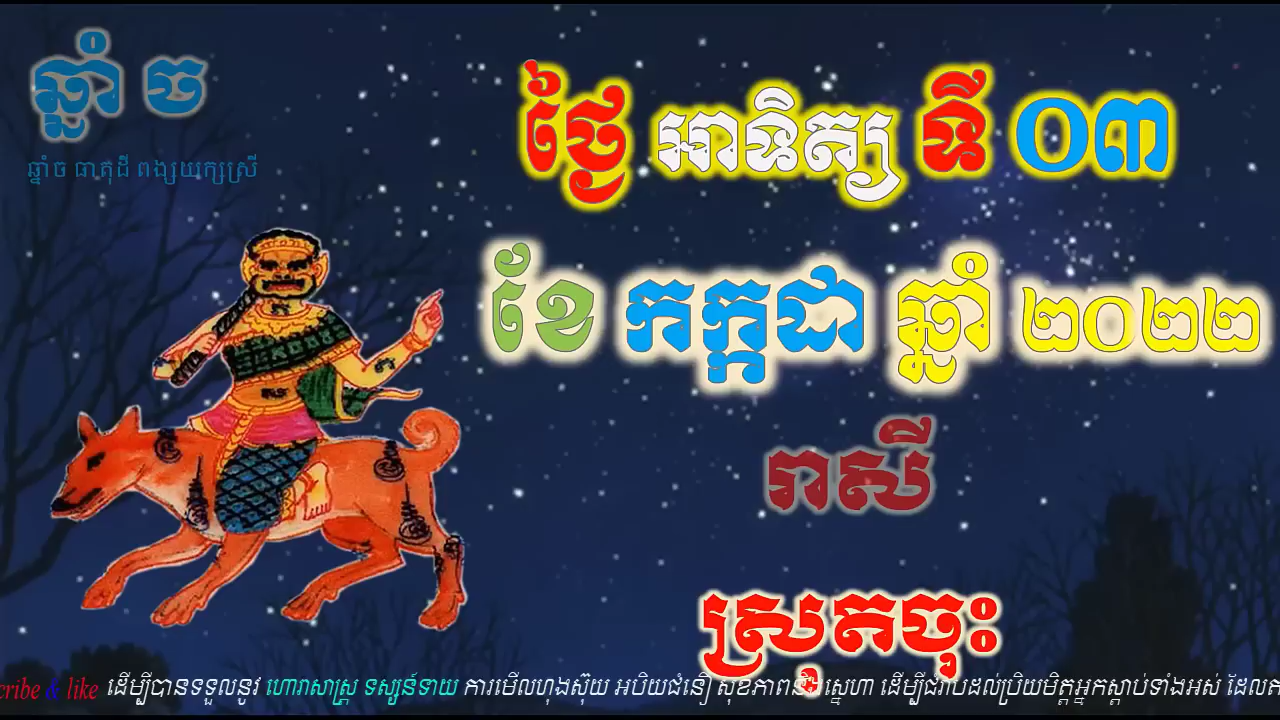 ឆ្នាំ ច
ឆ្នាំច ធាតុដី ពង្សយក្សស្រី
ថ្ងៃ អាទិត្យ ទី ០៣
ខែ កក្កដា ឆ្នាំ ២០២២
រាសី
ស្រុតចុះ
cribe & like ដើម្បីបានទទួលនូវ ហោរាសាស្ត្រ ទស្សន៍ទាយ ការមើលហុងស៊ុយ អបិយជំនឿ សុខភាពនិងស្នេហា ដើម្បីជំរាបដល់ប្រិយមិត្តអ្នកស្តាប់ទាំងអស់ ដែល